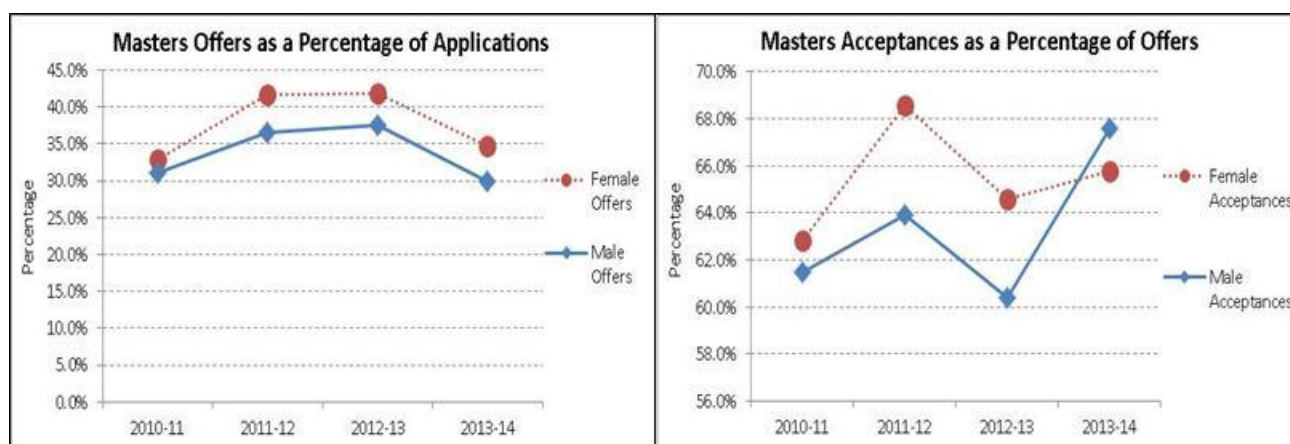 Masters Offers as a Percentage of Applications
45.0%
40.0%
35.0%
30.0%
25.0%
20.0%
15.0%
10.0%
5.0%
0.0%
Percentage
2010-11 2011-12 2012-13 2013-14
Female
Offers
Male
Offers
Masters Acceptances as a Percentage of Offers
70.0%
68.0%
66.0%
64.0%
62.0%
60.0%
58.0%
56.0%
Percentage
2010-11 2011-12 2012-13 2013-14
Female
Acceptances
Male
Acceptances